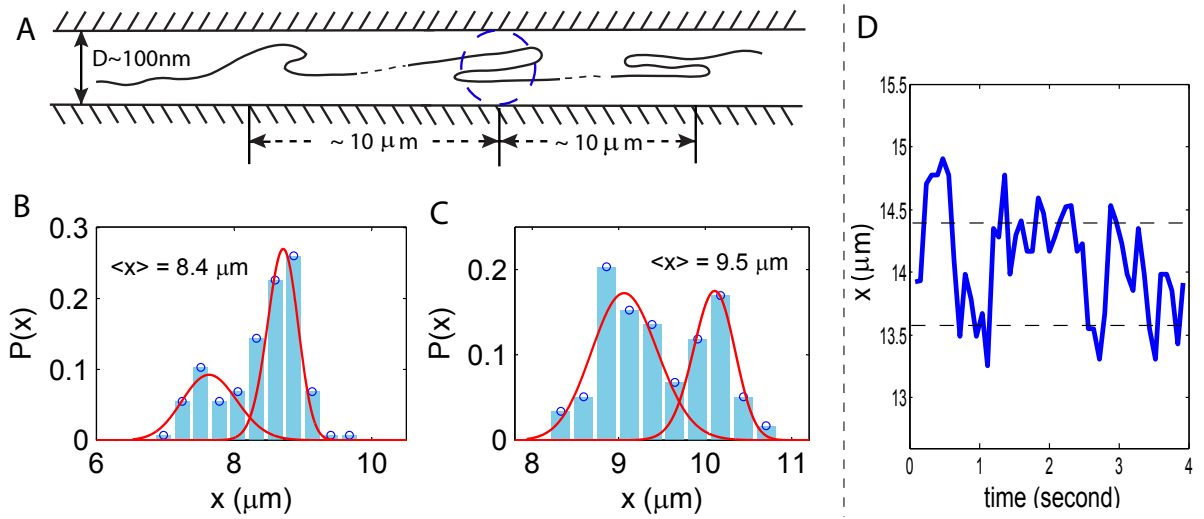 A
D~100nm
~ 10 μm
~ 10 μm
B
0.3
0.2
0.1
0
P(x)
<x> = 8.4 μm
6
8
10
x (μm)
C
0.2
0.1
0
P(x)
<x> = 9.5 μm
8
9
10
11
x (μm)
D
15.5
15
14.5
14
13.5
13
x (μm)
0
1
2
3
4
time (second)